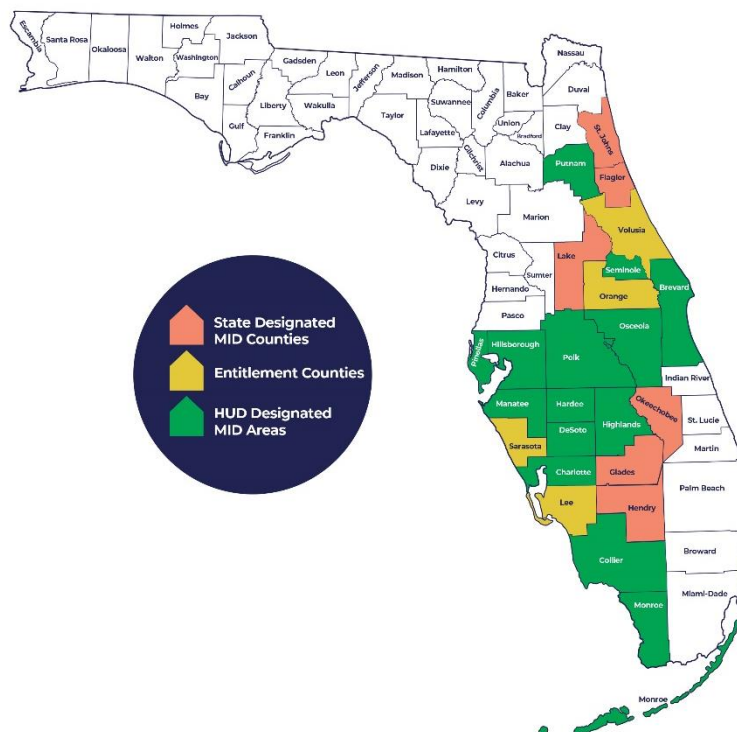 Escambia
Santa Rosa
Okaloosa
Walton
Holmes
Washington
Jackson
Bay
Calhoun
Gulf
Gadsden
Liberty
Franklin
Leon
Wakulla
Jefferson
Madison
Taylor
Hamilton
Suwannee
Lafayette
Dixie
Columbia
Gilchrist
Levy
Baker
Union
Bradford
Alachua
Nassau
Duval
Clay
St. Johns
Putnam
Flagler
Marion
Volusia
Citrus
Sumter
Lake
Seminole
Hernando
Orange
Brevard
Pasco
Osceola
Pinellas
Hillsborough
Polk
Indian River
Manatee
Hardee
Highlands
Okeechobee
St. Lucie
DeSoto
Sarasota
Martin
Charlotte
Glades
Palm Beach
Lee
Hendry
Collier
Broward
Monroe
Miami-Dade
Monroe
State Designated
MID Counties
Entitlement Counties
HUD Designated
MID Areas